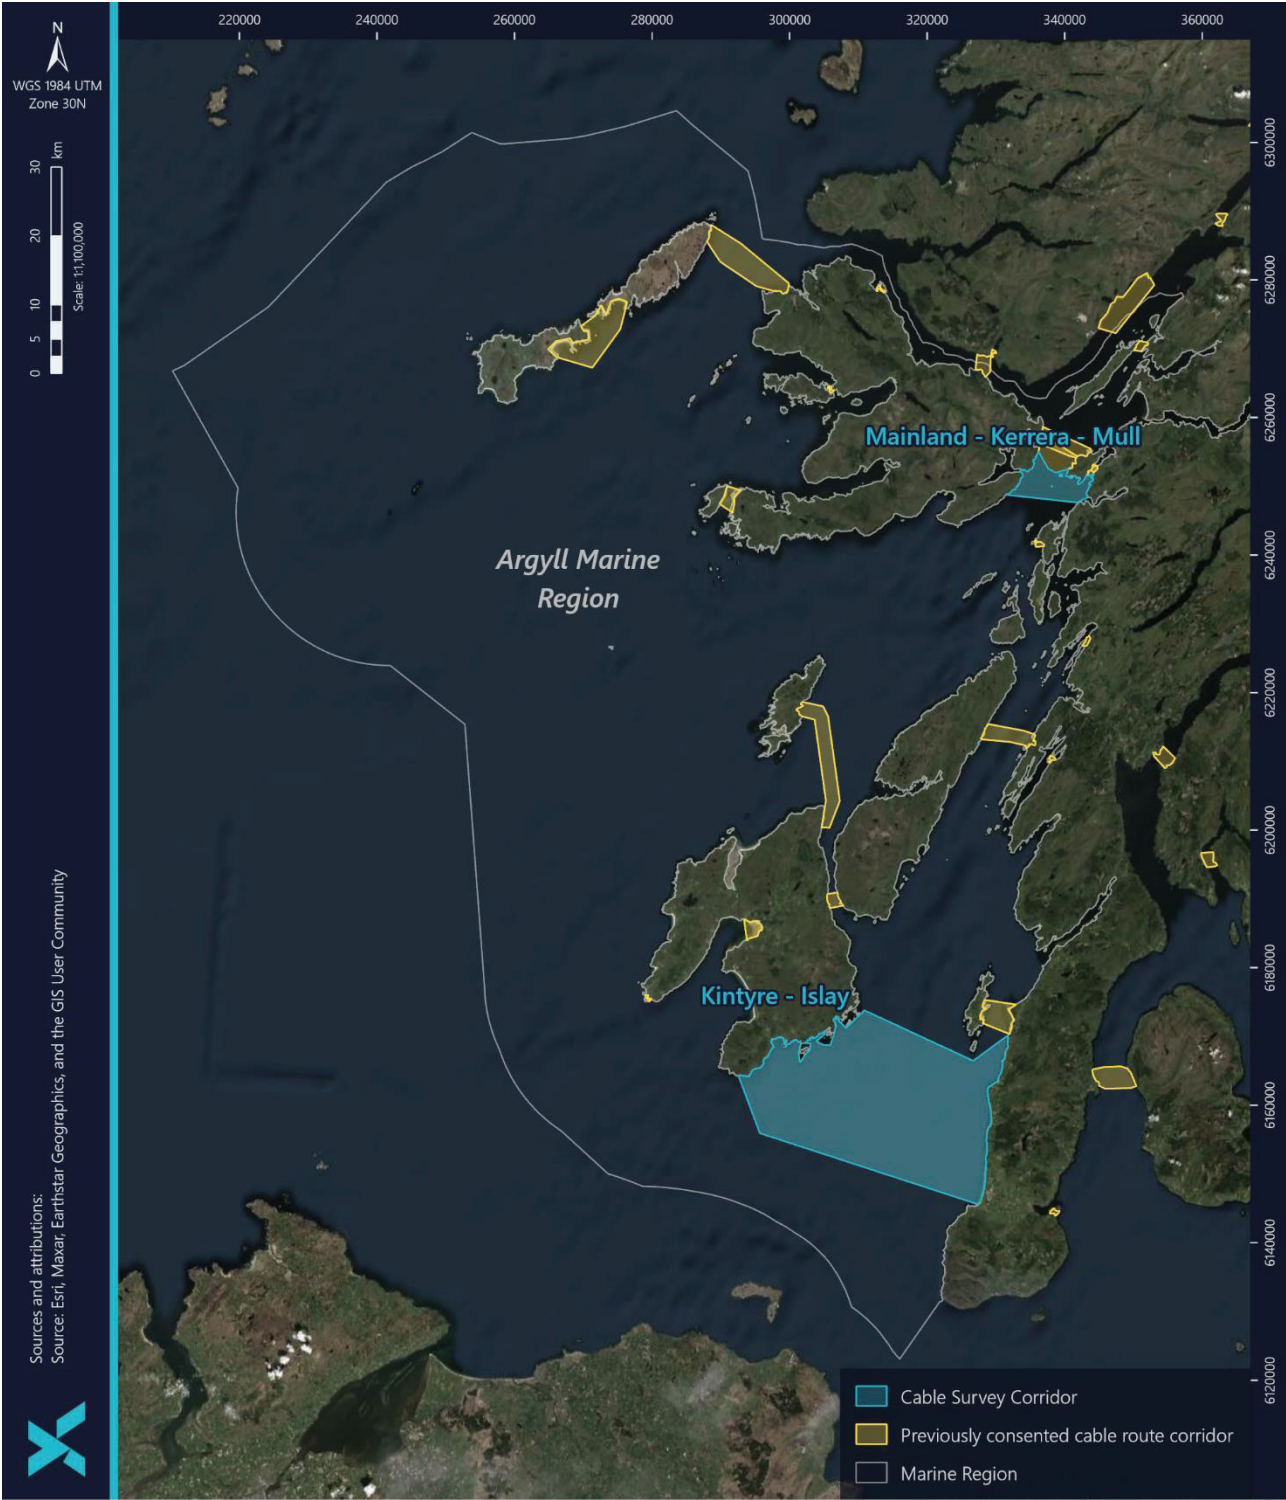 220000
240000
260000
280000
300000
320000
340000
360000
N
WGS 1984 UTM
Zone 30N
km
30
20
10
5
0
Scale: 1:1,100,000
6300000
6280000
6260000
6240000
6220000
6200000
6180000
6160000
6140000
6120000
Mainland - Kerrera - Mull
Argyll Marine
Region
Kintyre - Islay
Sources and attributions:
Source: Esri, Maxar, Earthstar Geographics, and the GIS User Community
Cable Survey Corridor
Previously consented cable route corridor
Marine Region